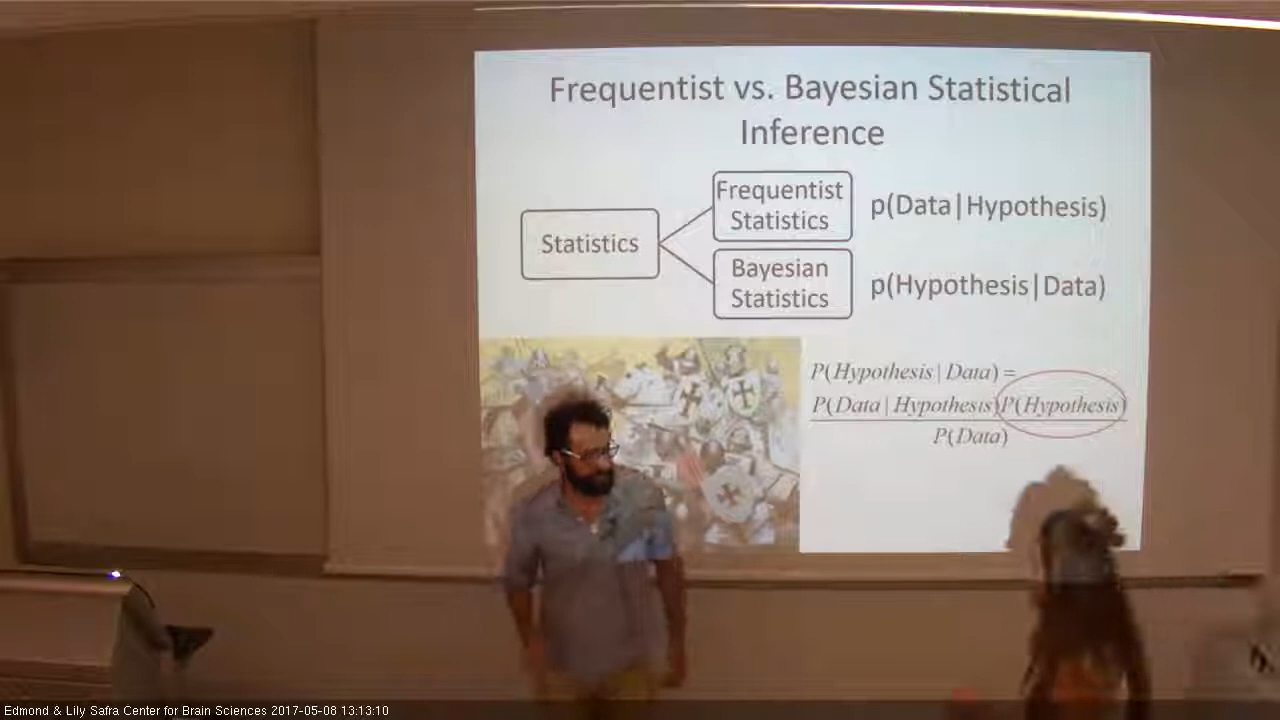 Frequentist vs. Bayesian Statistical
Inference
Statistics
Frequentist
Statistics
p(Data|Hypothesis)
Bayesian
Statistics
p(Hypothesis|Data)
P(Hypothesis | Data) =
P(Data | Hypothesis)P(Hypothesis)
P(Data)
Edmond & Lily Safra Center for Brain Sciences 2017-05-08 13:13:10